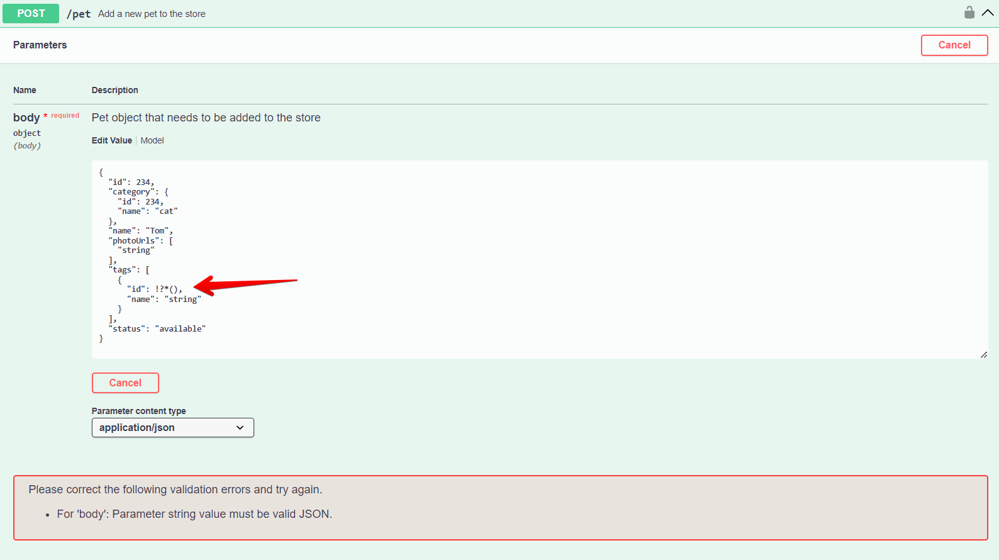 POST /pet Add a new pet to the store
Parameters
Cancel
Name Description
body * required
object
(body)
Pet object that needs to be added to the store
Edit Value | Model
{
  "id": 234,
  "category": {
    "id": 234,
    "name": "cat"
  },
  "name": "Tom",
  "photoUrls": [
    "string"
  ],
  "tags": [
    {
      "id": !?*(),
      "name": "string"
    }
  ],
  "status": "available"
}
Cancel
Parameter content type
application/json
Please correct the following validation errors and try again.
• For 'body': Parameter string value must be valid JSON.